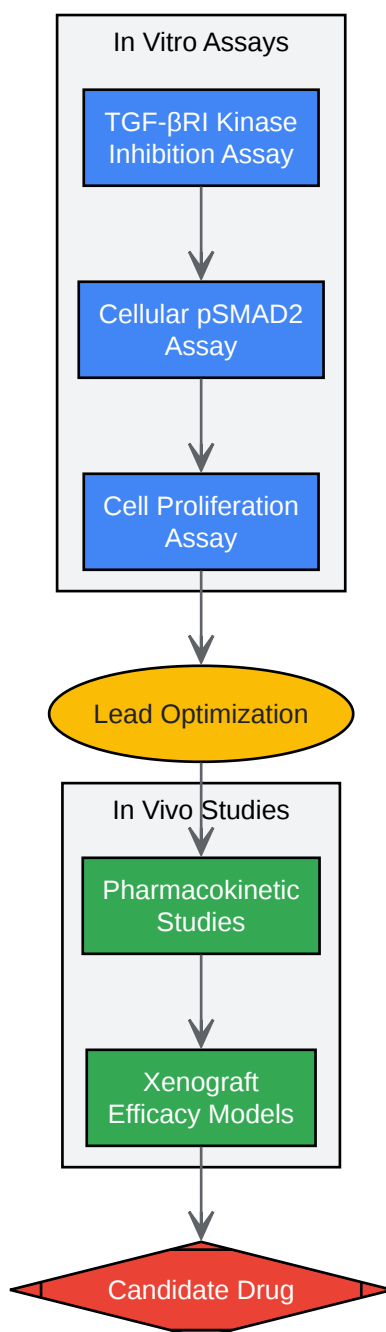 In Vitro Assays
TGF-βRI Kinase
Inhibition Assay
Cellular pSMAD2
Assay
Cell Proliferation
Assay
Lead Optimization
In Vivo Studies
Pharmacokinetic
Studies
Xenograft
Efficacy Models
Candidate Drug